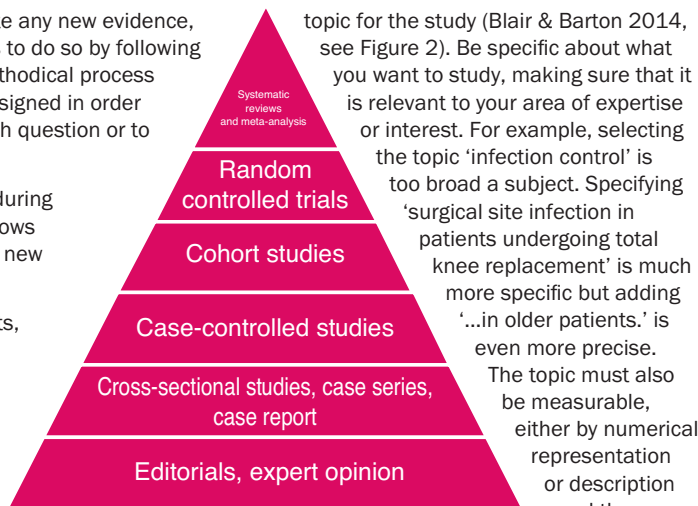 ke any new evidence,
s to do so by following
thodical process
signed in order
h question or to
during
ows
new
ts,
Systematic
reviews
and meta-analysis
Random
controlled trials
Cohort studies
Case-controlled studies
Cross-sectional studies, case series,
case report
Editorials, expert opinion
topic for the study (Blair & Barton 2014,
see Figure 2). Be specific about what
you want to study, making sure that it
is relevant to your area of expertise
or interest. For example, selecting
the topic ‘infection control’ is
too broad a subject. Specifying
‘surgical site infection in
patients undergoing total
knee replacement’ is much
more specific but adding
‘...in older patients.’ is
even more precise.
The topic must also
be measurable,
either by numerical
representation
or description